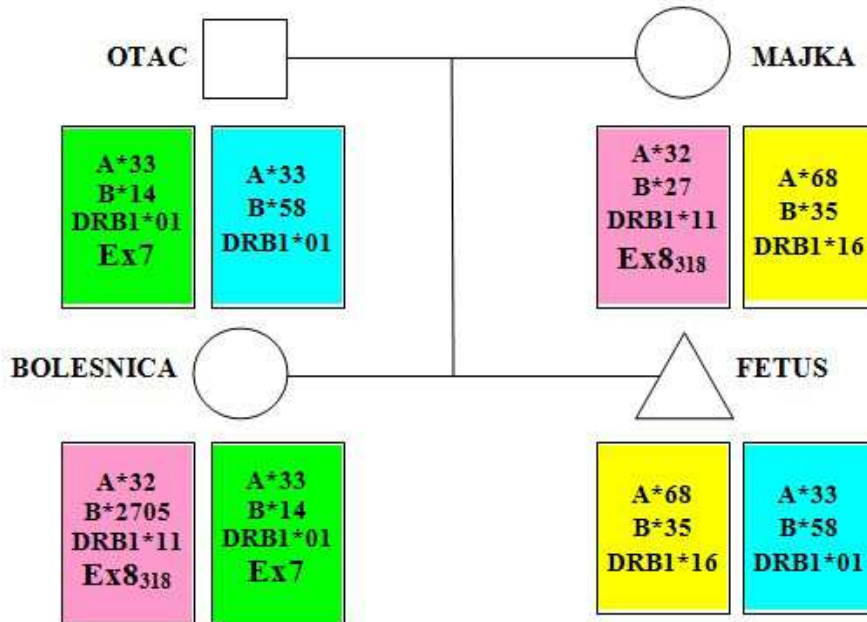 OTAC
MAJKA
A*33
B*14
DRB1*01
Ex7
A*33
B*58
DRB1*01
A*32
B*27
DRB1*11
Ex8318
A*68
B*35
DRB1*16
BOLESNICA
FETUS
A*32
B*2705
DRB1*11
Ex8318
A*33
B*14
DRB1*01
Ex7
A*68
B*35
DRB1*16
A*33
B*58
DRB1*01